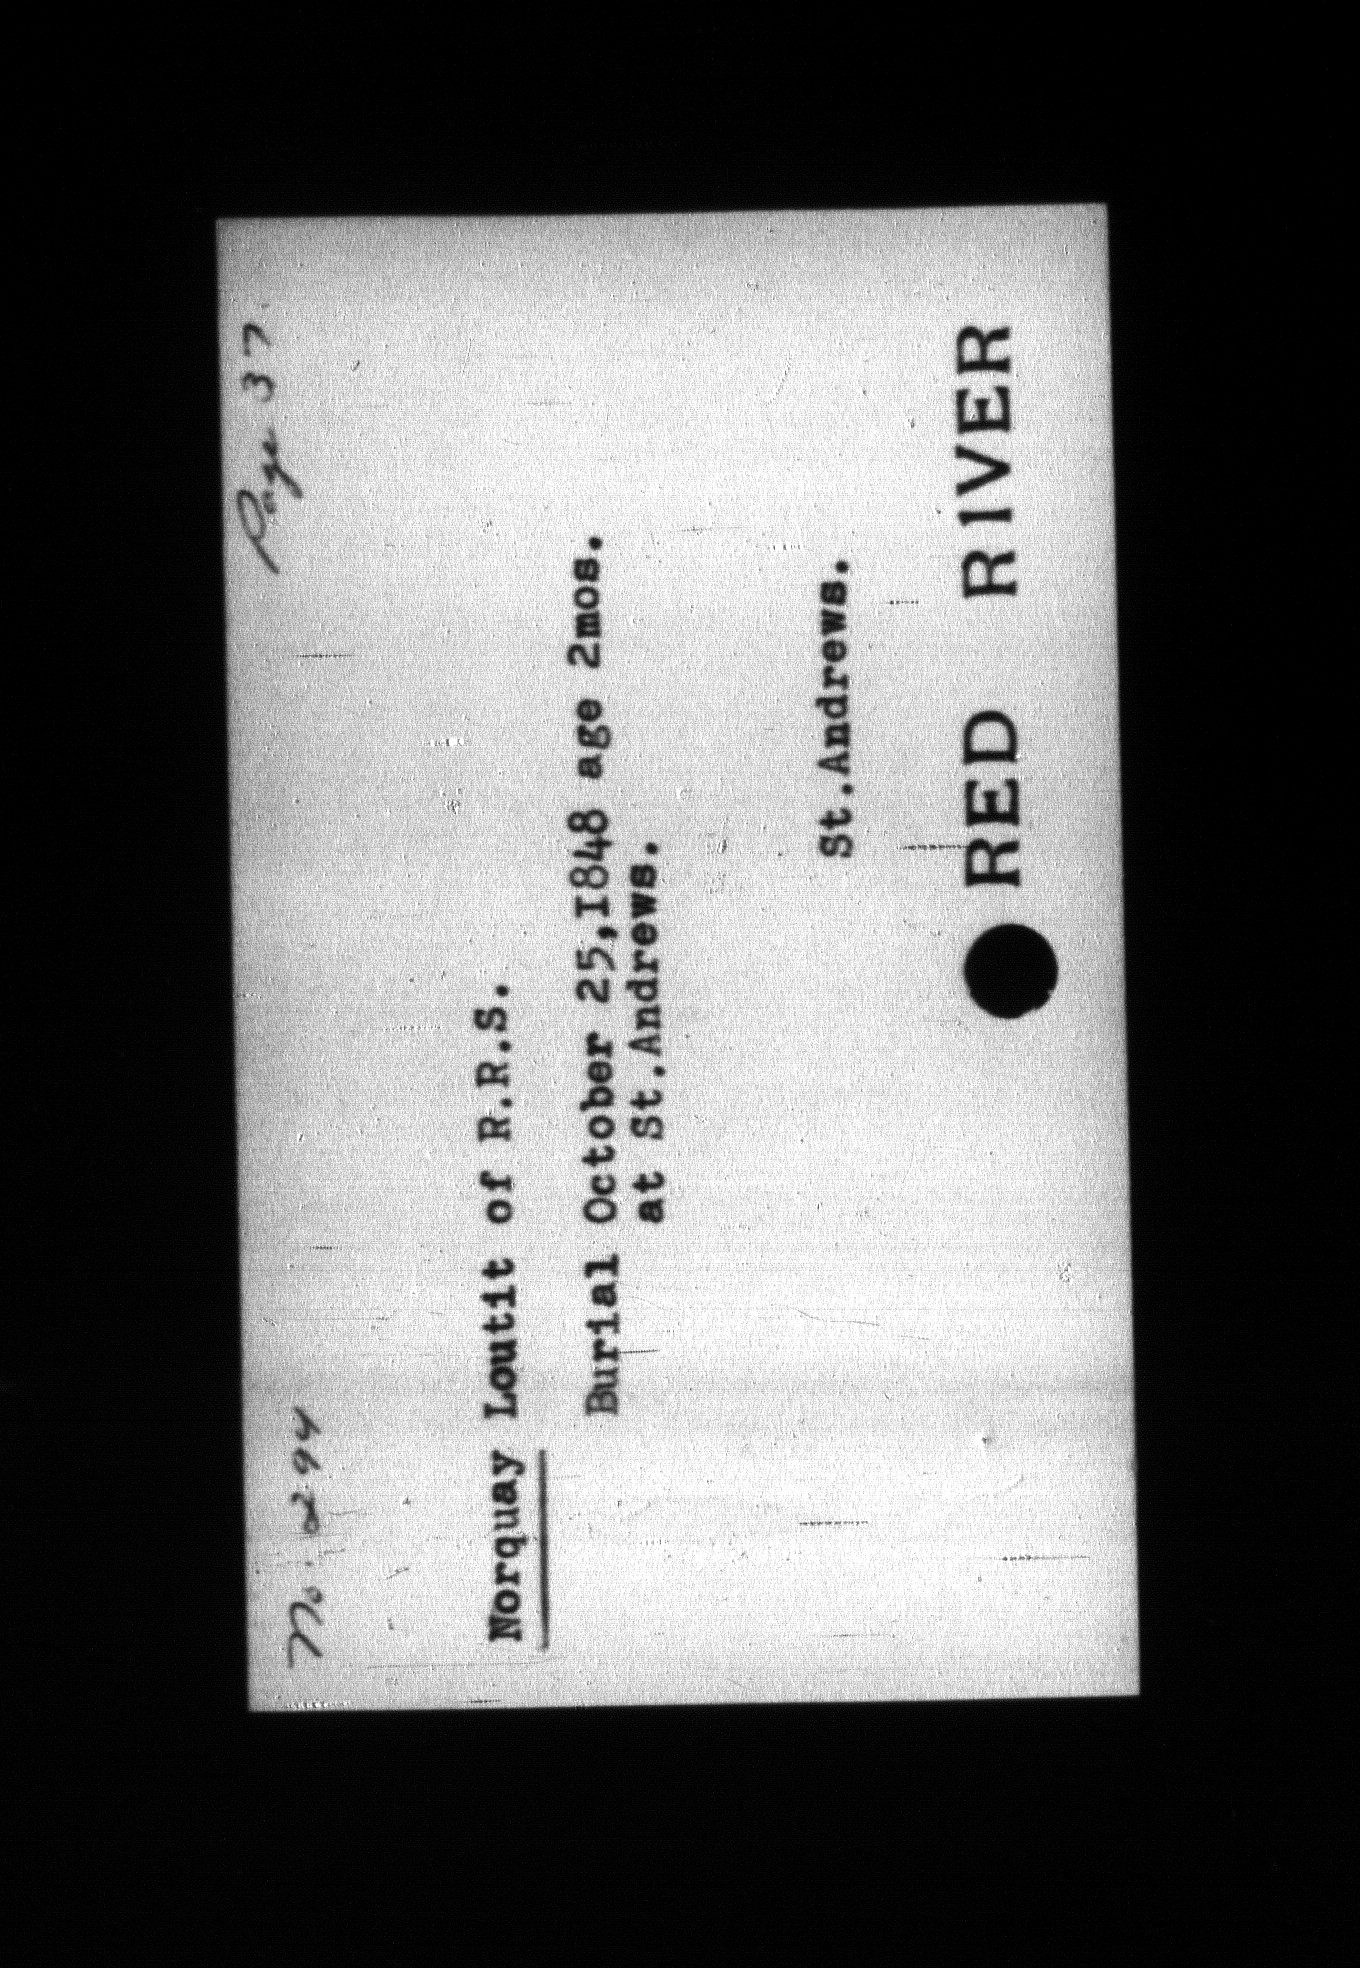 No. 294
Page 37.
Norquay Loutit of R.R.S.
Burial October 25,I848 age 2mos.
at St.Andrews.
St.Andrews.
RED RIVER